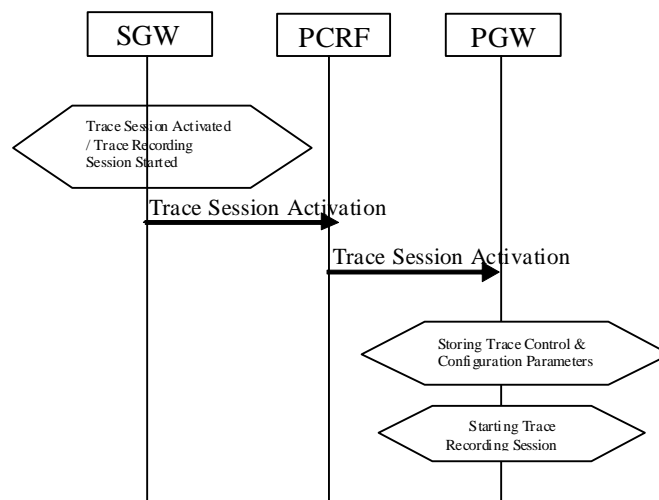 SGW
PCRF
PGW
Trace Session Activated
/ Trace Recording
Session Started
Trace Session Activation
Trace Session Activation
Storing Trace Control &
Configuration Parameters
Starting Trace
Recording Session